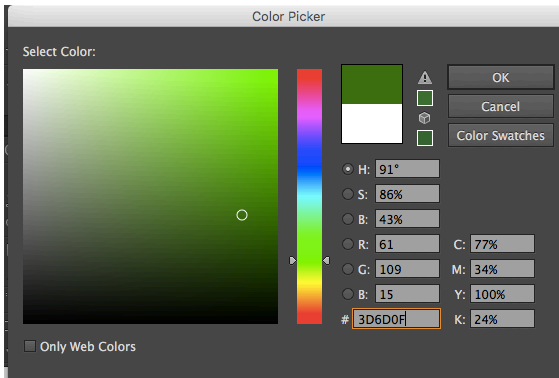 Color Picker
Select Color:
OK
Cancel
Color Swatches
H: 91°
S: 86%
B: 43%
R: 61 C: 77%
G: 109 M: 34%
B: 15 Y: 100%
# 3D6D0F K: 24%
Only Web Colors